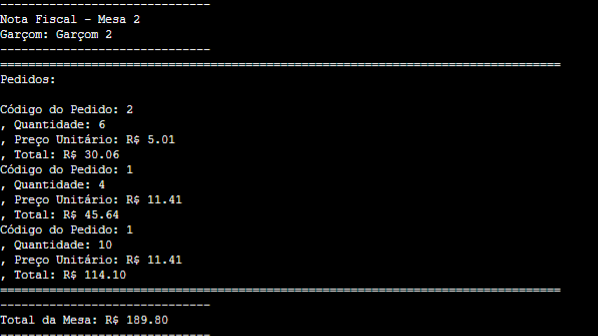 ------------------------------
Nota Fiscal - Mesa 2
Garçom: Garçom 2
------------------------------
================================================================================
Pedidos:
Código do Pedido: 2
, Quantidade: 6
, Preço Unitário: R$ 5.01
, Total: R$ 30.06
Código do Pedido: 1
, Quantidade: 4
, Preço Unitário: R$ 11.41
, Total: R$ 45.64
Código do Pedido: 1
, Quantidade: 10
, Preço Unitário: R$ 11.41
, Total: R$ 114.10
================================================================================
------------------------------
Total da Mesa: R$ 189.80
------------------------------